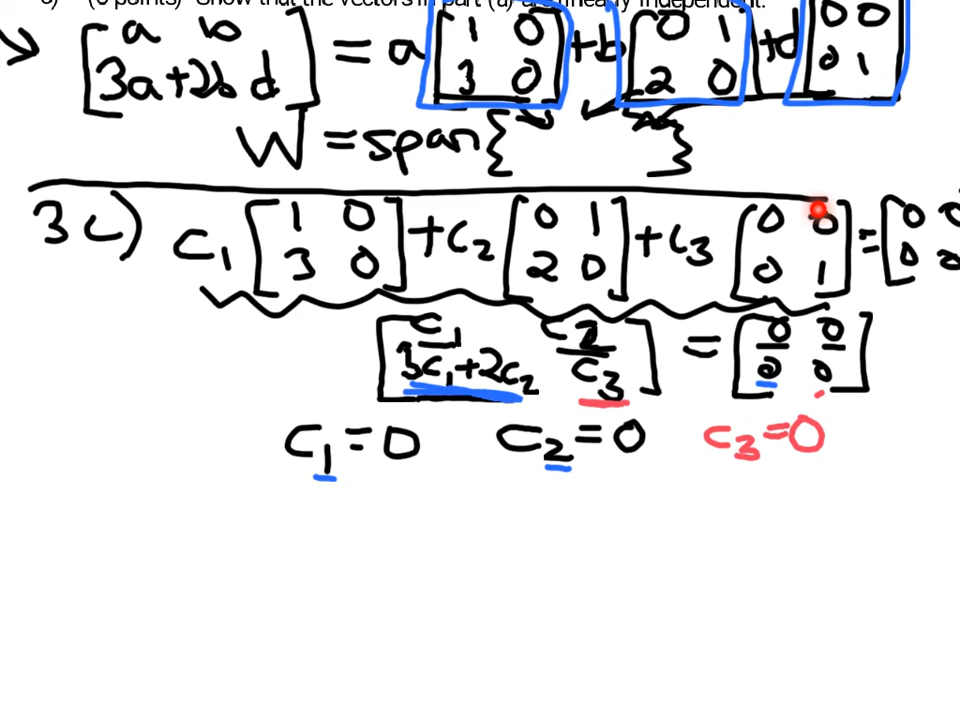 (6 points) Show that the vectors in part (a) are linearly independent.
[a b; 3a+2b d] = a[1 0; 3 0] + b[0 1; 2 0] + d[0 0; 0 1]
W = span{ }
3c) c₁[1 0; 3 0] + c₂[0 1; 2 0] + c₃[0 0; 0 1] = [0 0; 0 0]
[c₁ c₂; 3c₁+2c₂ c₃] = [0 0; 0 0]
c₁=0 c₂=0 c₃=0